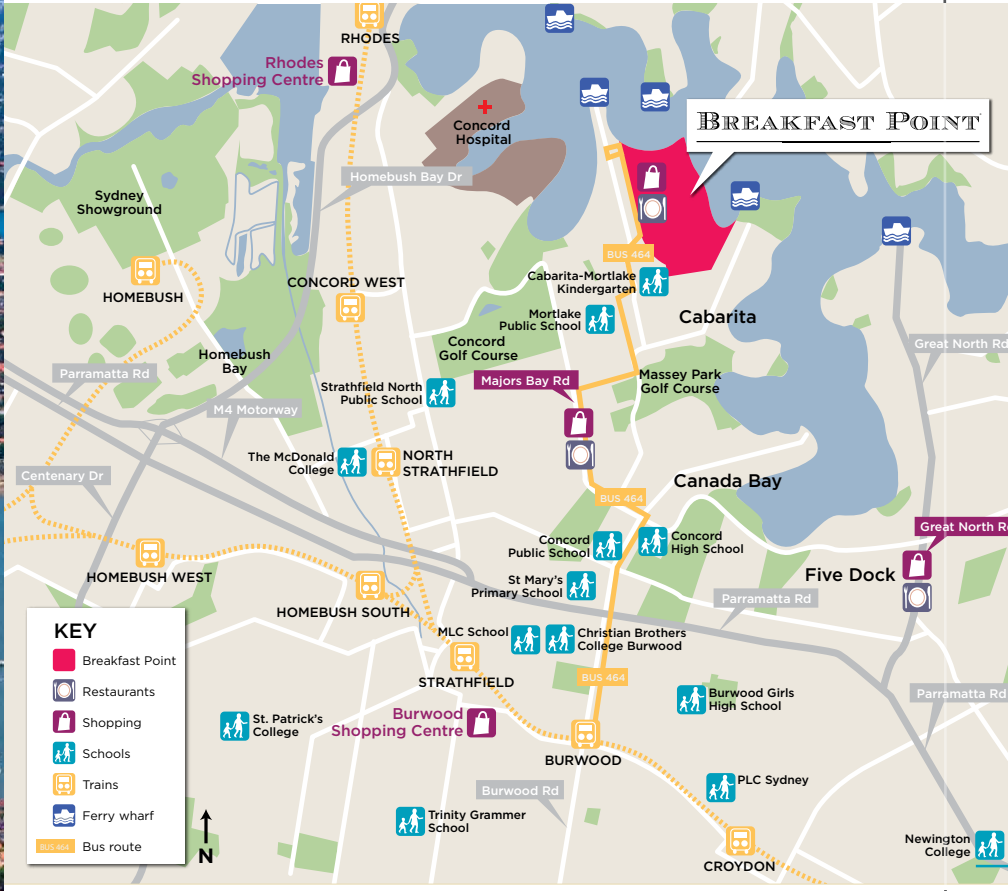 RHODES
Rhodes
Shopping Centre
Concord
Hospital
BREAKFAST POINT
Homebush Bay Dr
Sydney
Showground
BUS 464
HOMEBUSH
CONCORD WEST
Cabarita-Mortlake
Kindergarten
Mortlake
Public School
Cabarita
Concord
Golf Course
Great North Rd
Homebush
Bay
Parramatta Rd
Majors Bay Rd
Massey Park
Golf Course
Strathfield North
Public School
M4 Motorway
The McDonald
College
NORTH
STRATHFIELD
Centenary Dr
Canada Bay
BUS 464
Great North R
Concord
Public School
Concord
High School
HOMEBUSH WEST
Five Dock
St Mary's
Primary School
Parramatta Rd
HOMEBUSH SOUTH
MLC School
Christian Brothers
College Burwood
STRATHFIELD
BUS 464
Parramatta Rd
Burwood Girls
High School
St. Patrick's
College
Burwood
Shopping Centre
BURWOOD
PLC Sydney
Burwood Rd
Trinity Grammer
School
Newington
College
CROYDON
KEY
Breakfast Point
Restaurants
Shopping
Schools
Trains
Ferry wharf
BUS 464
Bus route
N